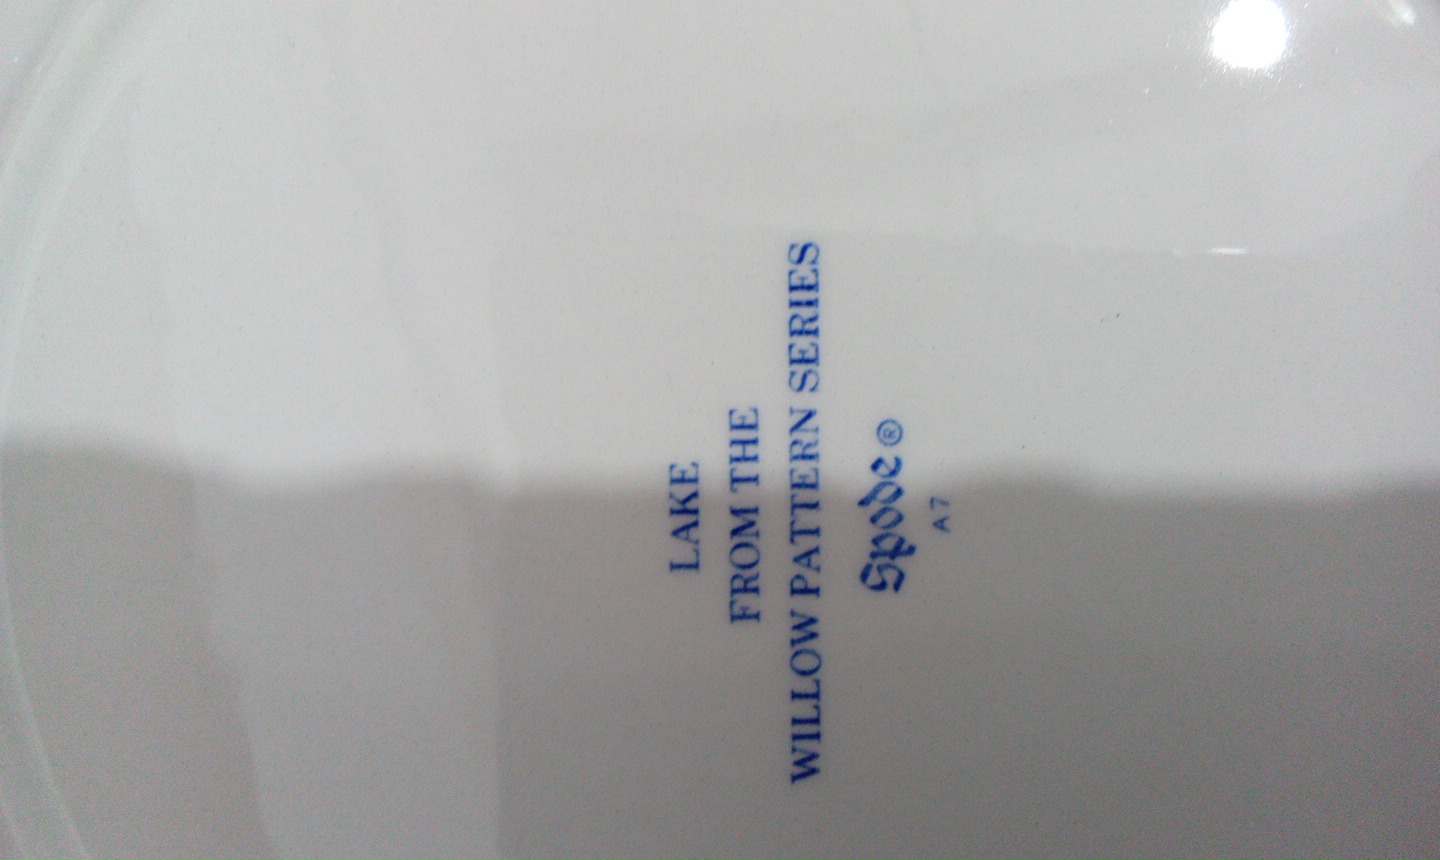 LAKE
FROM THE
WILLOW PATTERN SERIES
Spode®
A7